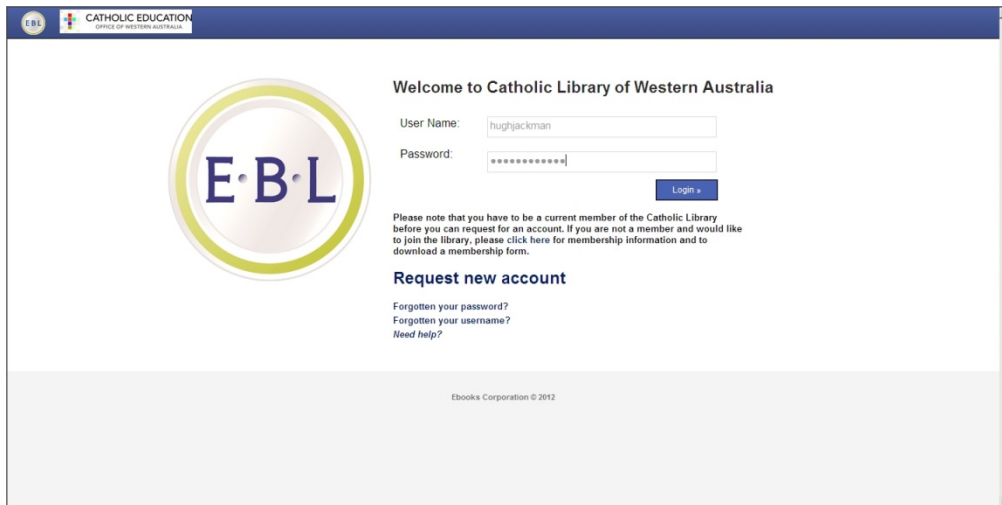 EBL
CATHOLIC EDUCATION
OFFICE OF WESTERN AUSTRALIA
E·B·L
Welcome to Catholic Library of Western Australia
User Name:
hughjackman
Password:
●●●●●●●●●●●●
Login »
Please note that you have to be a current member of the Catholic Library
before you can request for an account. If you are not a member and would like
to join the library, please click here for membership information and to
download a membership form.
Request new account
Forgotten your password?
Forgotten your username?
Need help?
Ebooks Corporation © 2012